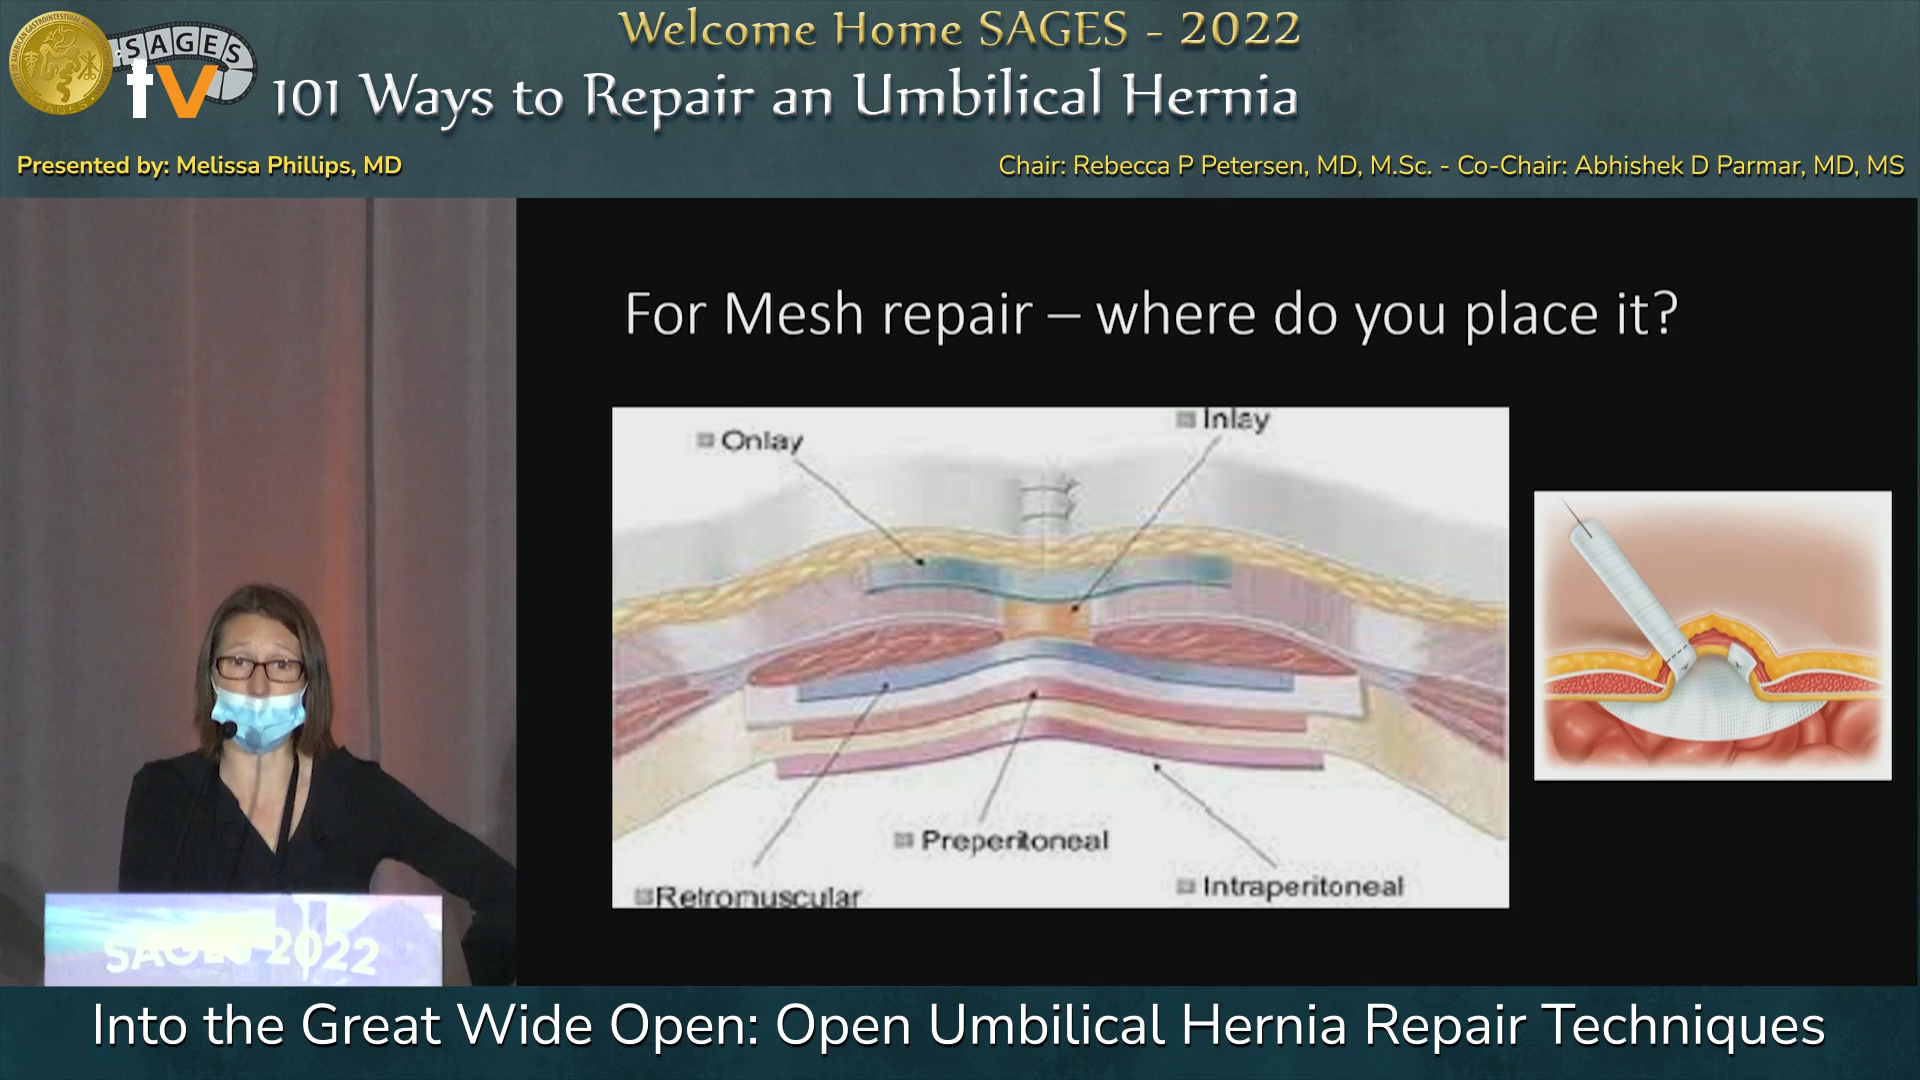 Welcome Home SAGES - 2022
SAGES
tv
101 Ways to Repair an Umbilical Hernia
Presented by: Melissa Phillips, MD
Chair: Rebecca P Petersen, MD, M.Sc. - Co-Chair: Abhishek D Parmar, MD, MS
For Mesh repair – where do you place it?
Onlay
Inlay
Preperitoneal
Retromuscular
Intraperitoneal
SAGES 2022
Into the Great Wide Open: Open Umbilical Hernia Repair Techniques